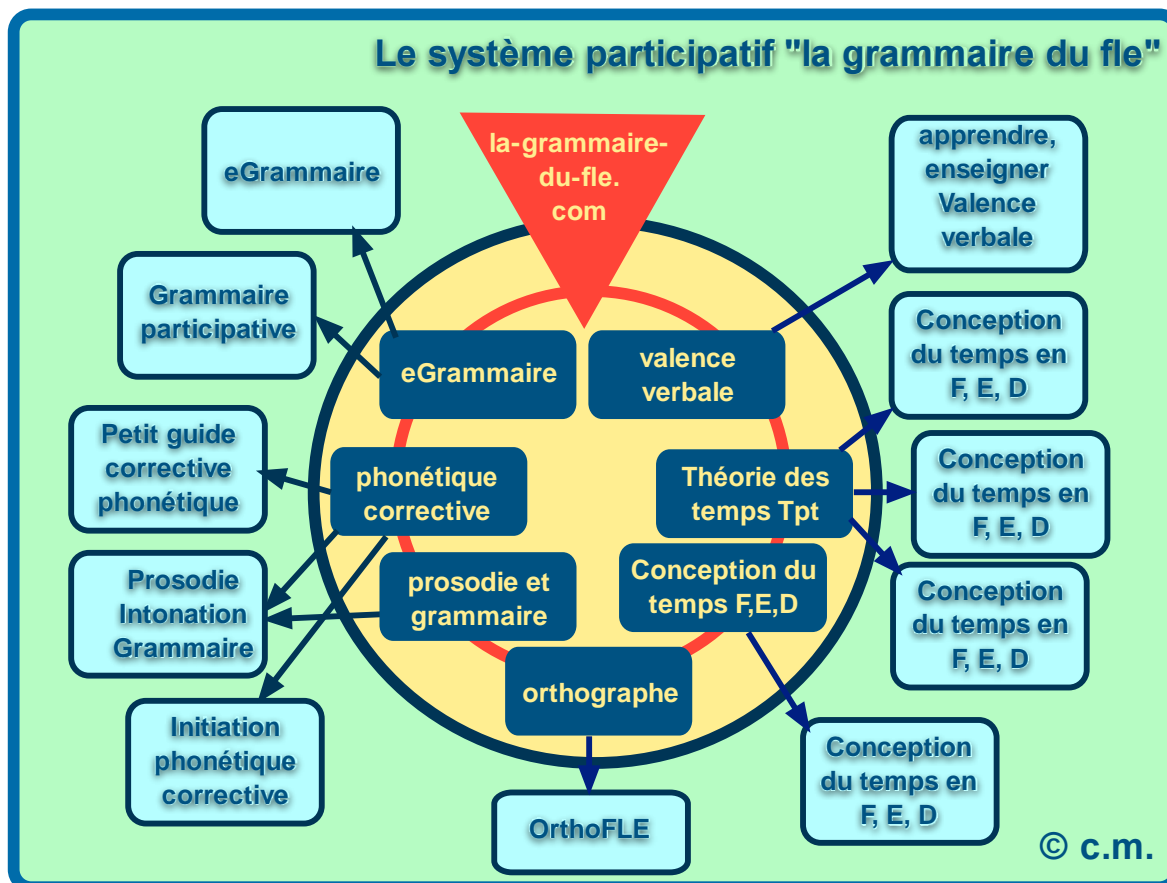 Le système participatif "la grammaire du fle"
la-grammaire-
du-fle.
com
eGrammaire
Grammaire
participative
Petit guide
corrective
phonétique
Prosodie
Intonation
Grammaire
Initiation
phonétique
corrective
eGrammaire
phonétique
corrective
prosodie et
grammaire
orthographe
valence
verbale
Théorie des
temps Tpt
Conception du
temps F,E,D
apprendre,
enseigner
Valence
verbale
Conception
du temps en
F, E, D
Conception
du temps en
F, E, D
Conception
du temps en
F, E, D
Conception
du temps en
F, E, D
OrthoFLE
© c.m.